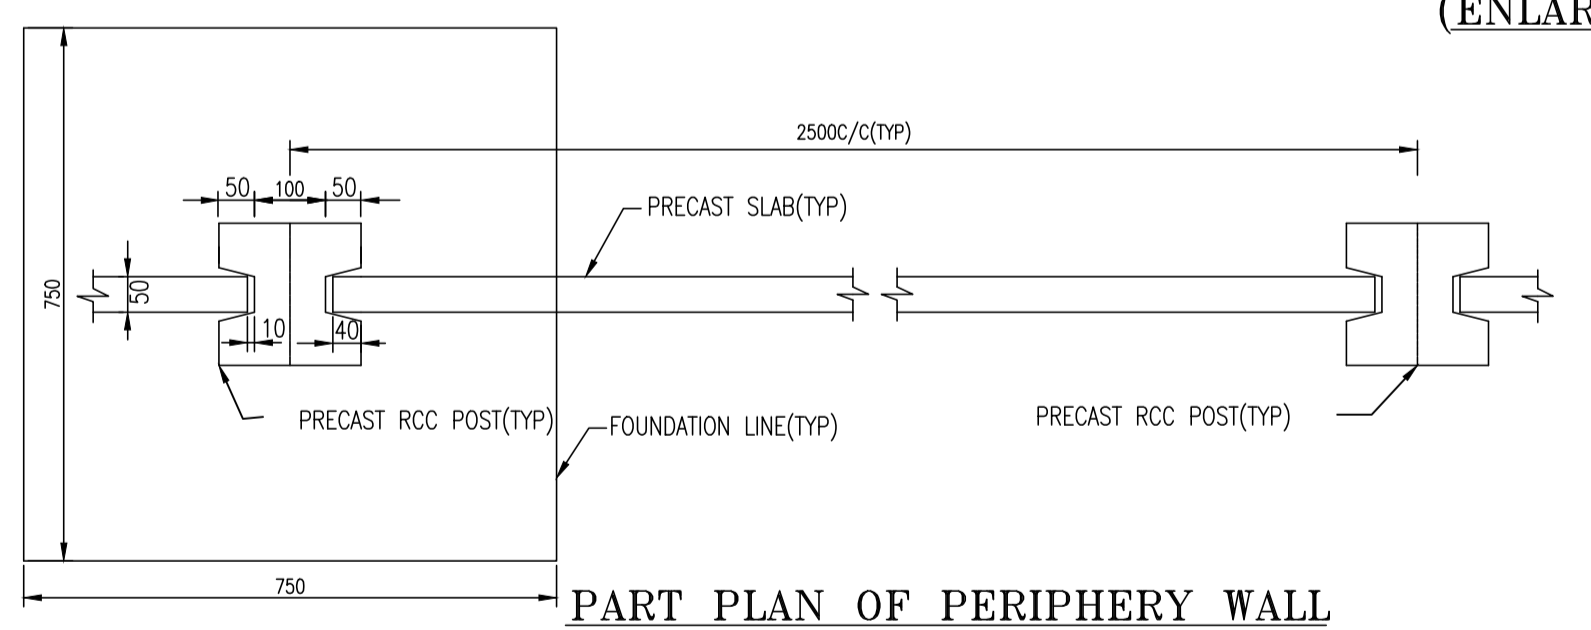 (ENLAR
2500C/C(TYP)
50 100 50
PRECAST SLAB(TYP)
750
50
10
40
PRECAST RCC POST(TYP)
FOUNDATION LINE(TYP)
PRECAST RCC POST(TYP)
750
PART PLAN OF PERIPHERY WALL